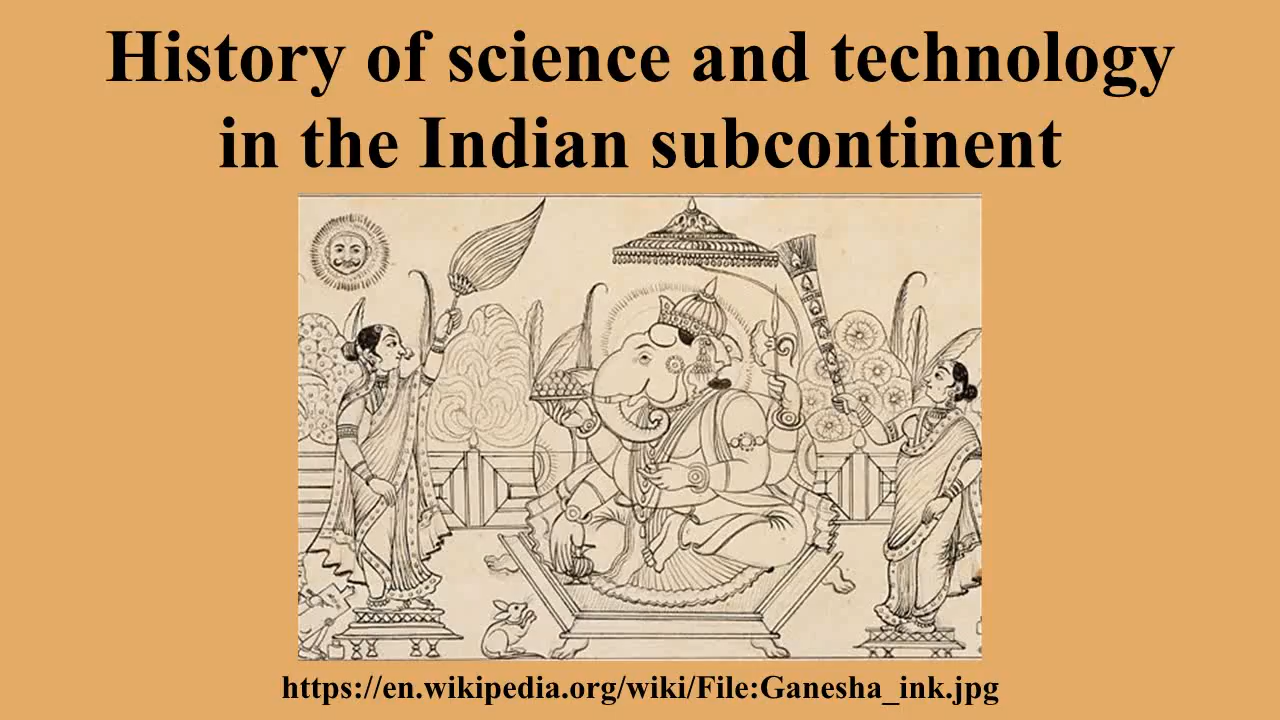 History of science and technology
in the Indian subcontinent
https://en.wikipedia.org/wiki/File:Ganesha_ink.jpg